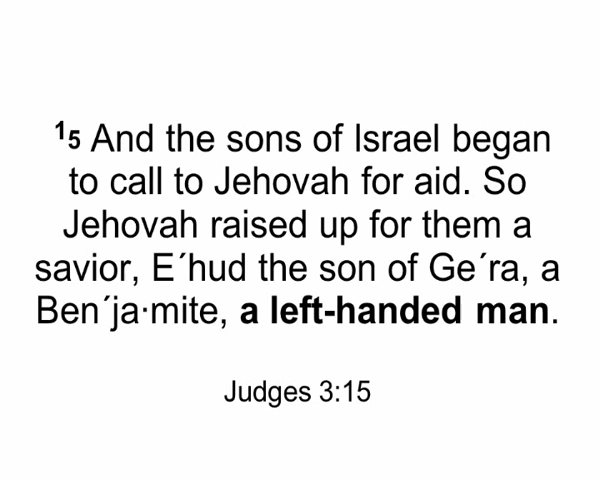 ¹5 And the sons of Israel began
to call to Jehovah for aid. So
Jehovah raised up for them a
savior, E´hud the son of Ge´ra, a
Ben´ja·mite, a left-handed man.
Judges 3:15